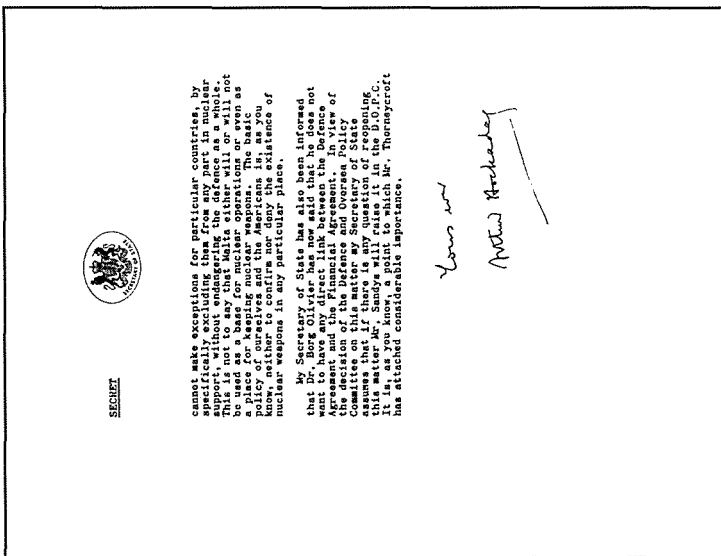 SECRET
SECRETARY OF STATE
cannot make exceptions for particular countries, by
specifically excluding them from any part in nuclear
support, without endangering the defence as a whole.
This is not to say that Malta either will or will not
be used as a base for nuclear operations or even as
a place for keeping nuclear weapons. The basic
policy of ourselves and the Americans is, as you
know, neither to confirm nor deny the existence of
nuclear weapons in any particular place.
My Secretary of State has also been informed
that Dr. Borg Olivier has now said that he does not
want to have any direct link between the Defence
Agreement and the Financial Agreement. In view of
the decision of the Defence and Oversea Policy
Committee on this matter my Secretary of State
assumes that if there is any question of reopening
this matter Mr. Sandys will raise it in the D.O.P.C.
It is, as you know, a point to which Mr. Thorneycroft
has attached considerable importance.
Yours ever
Arthur Hockaday